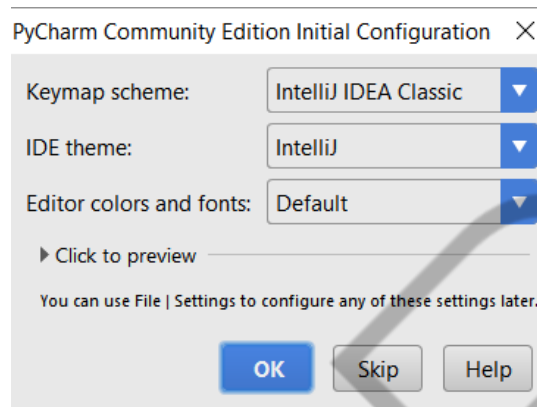 PyCharm Community Edition Initial Configuration
Keymap scheme: IntelliJ IDEA Classic
IDE theme: IntelliJ
Editor colors and fonts: Default
Click to preview
You can use File | Settings to configure any of these settings later.
OK Skip Help